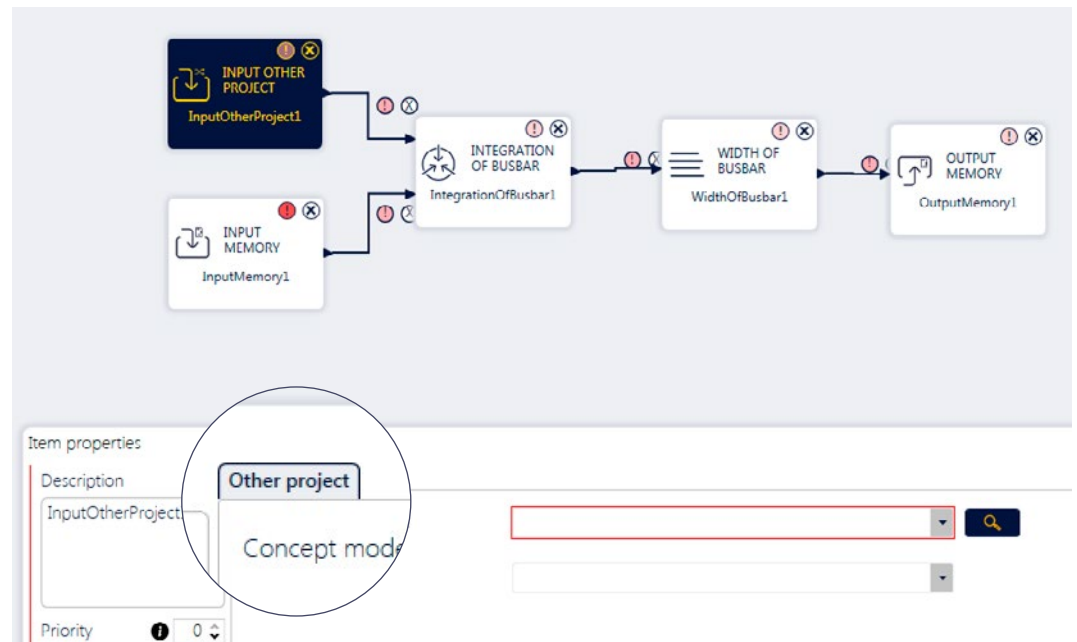 INPUT OTHER
PROJECT
InputOtherProject1
INPUT
MEMORY
InputMemory1
INTEGRATION
OF BUSBAR
IntegrationOfBusbar1
WIDTH OF
BUSBAR
WidthOfBusbar1
OUTPUT
MEMORY
OutputMemory1
Item properties
Description
InputOtherProject
Other project
Concept mode
Priority 0